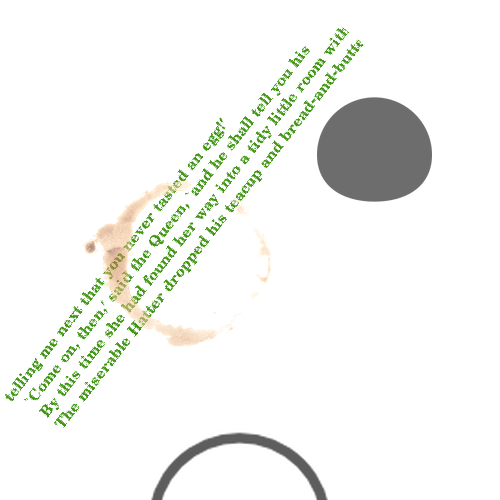 telling me next that you never tasted an egg!'
`Come on, then,' said the Queen, `and he shall tell you his
By this time she had found her way into a tidy little room with
The miserable Hatter dropped his teacup and bread-and-butte